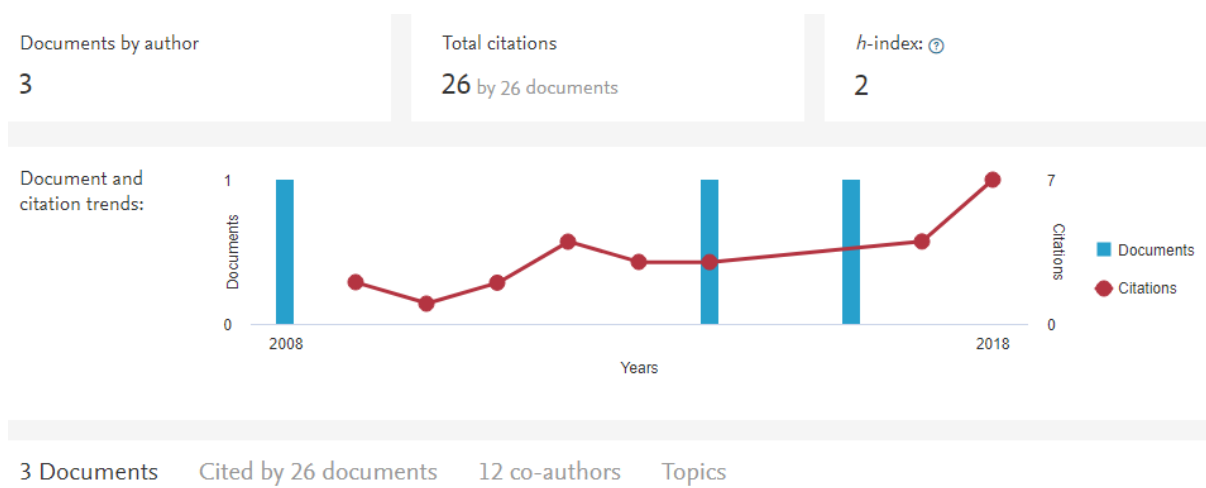 Documents by author
3
Total citations
26 by 26 documents
h-index:
2
Document and
citation trends:
1
0
Documents
7
0
Citations
2008
2018
Years
Documents
Citations
3 Documents
Cited by 26 documents
12 co-authors
Topics